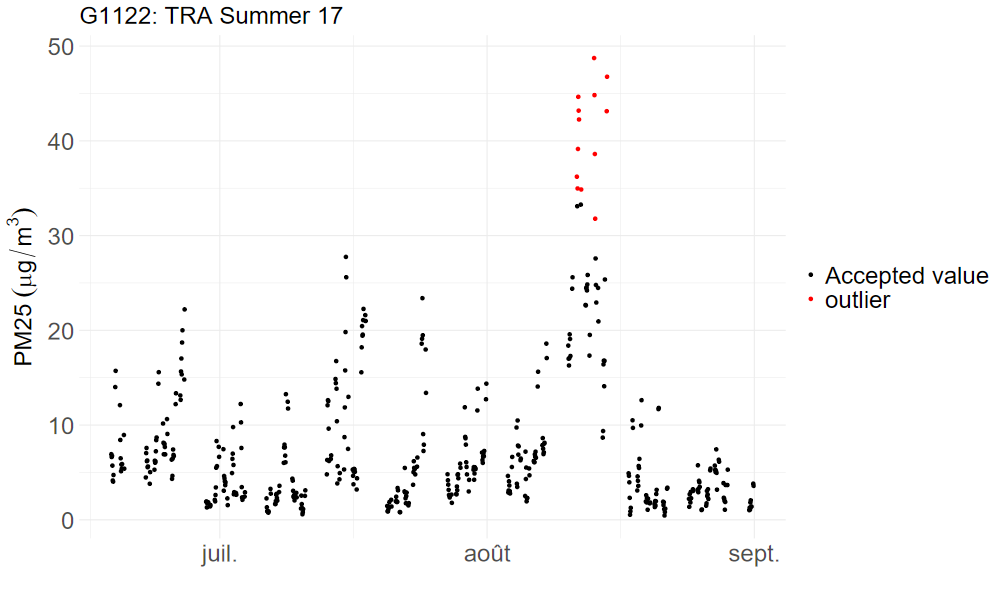 G1122: TRA Summer 17
PM25 (μg/m³)
50
40
30
20
10
0
juil.
août
sept.
Accepted value
outlier